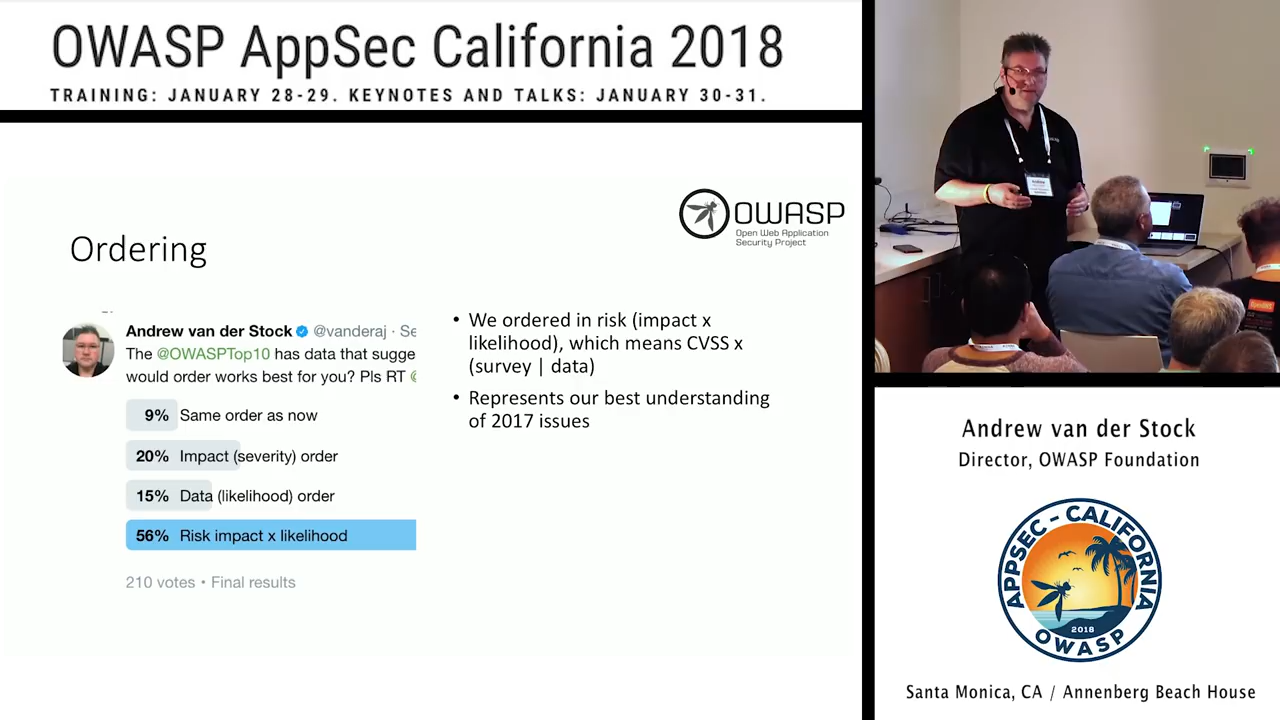 OWASP AppSec California 2018
TRAINING: JANUARY 28-29. KEYNOTES AND TALKS: JANUARY 30-31.
OWASP
Open Web Application
Security Project
Ordering
Andrew van der Stock @vanderaj · Se
The @OWASPTop10 has data that sugge
would order works best for you? Pls RT @
9% Same order as now
20% Impact (severity) order
15% Data (likelihood) order
56% Risk impact x likelihood
210 votes • Final results
• We ordered in risk (impact x
likelihood), which means CVSS x
(survey | data)
• Represents our best understanding
of 2017 issues
Andrew van der Stock
Director, OWASP Foundation
APPSEC - CALIFORNIA
2018
OWASP
Santa Monica, CA / Annenberg Beach House